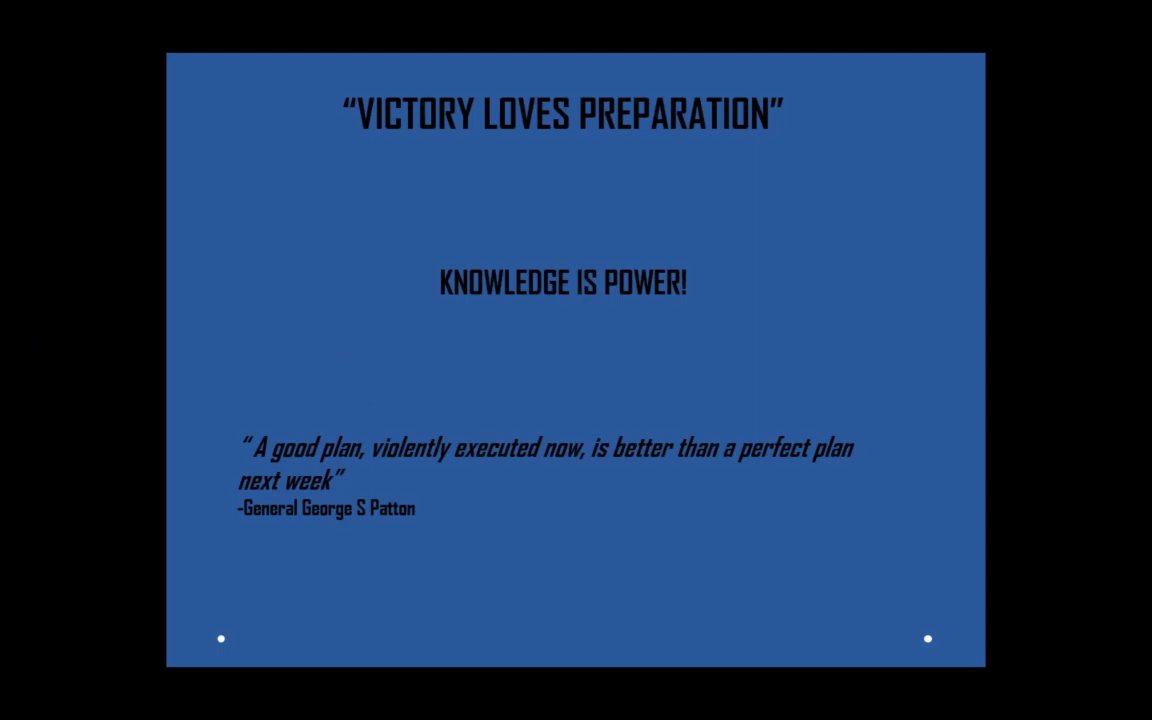 “VICTORY LOVES PREPARATION”
KNOWLEDGE IS POWER!
“ A good plan, violently executed now, is better than a perfect plan
next week”
-General George S Patton